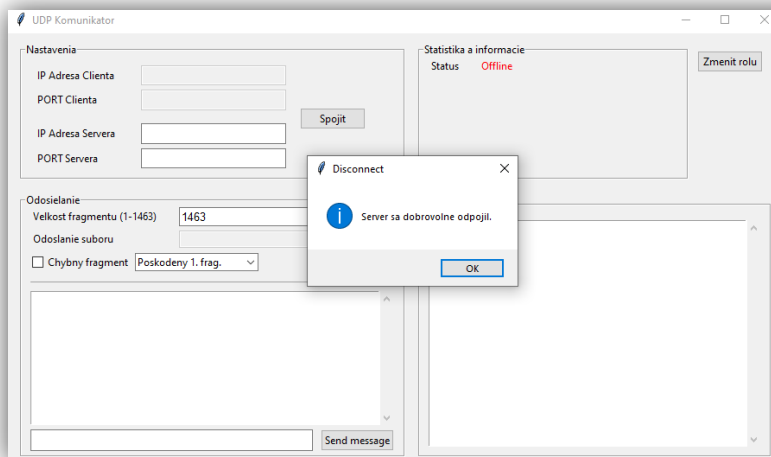 UDP Komunikator
Nastavenia
IP Adresa Clienta
PORT Clienta
IP Adresa Servera
PORT Servera
Spojit
Statistika a informacie
Status Offline
Zmenit rolu
Disconnect
Server sa dobrovolne odpojil.
OK
Odosielanie
Velkost fragmentu (1-1463) 1463
Odoslanie suboru
Chybny fragment Poskodeny 1. frag.
Send message